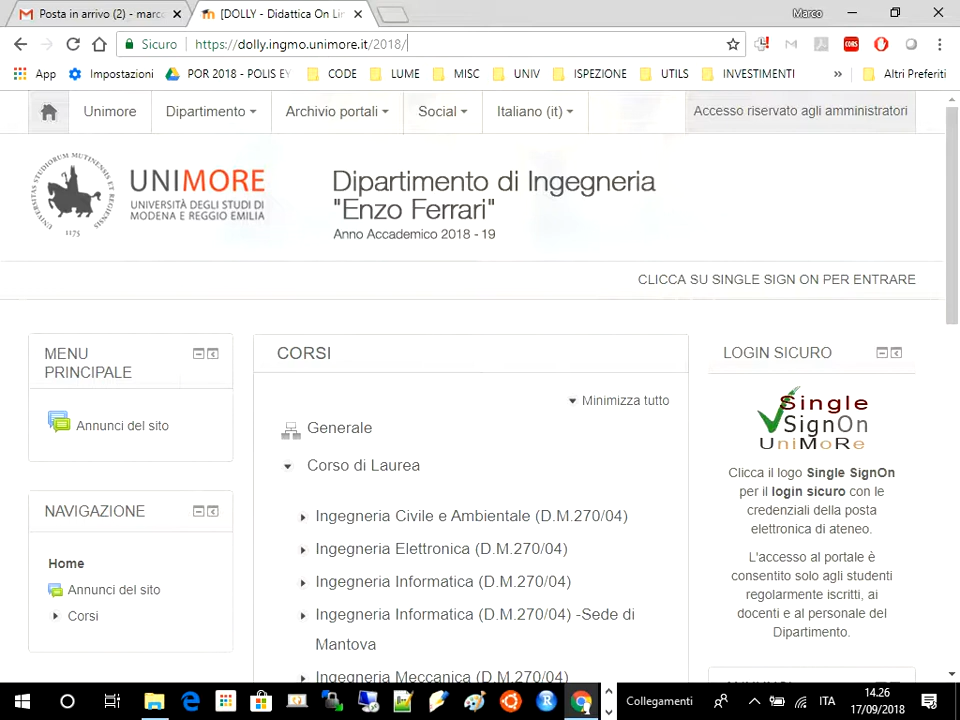 Posta in arrivo (2) - marco
[DOLLY - Didattica On Lin
Marco
Sicuro
https://dolly.ingmo.unimore.it/2018/
App
Impostazioni
POR 2018 - POLIS EY
CODE
LUME
MISC
UNIV
ISPEZIONE
UTILS
INVESTIMENTI
»
Altri Preferiti
Unimore
Dipartimento
Archivio portali
Social
Italiano (it)
Accesso riservato agli amministratori
UNIMORE
UNIVERSITÀ DEGLI STUDI DI
MODENA E REGGIO EMILIA
1175
Dipartimento di Ingegneria
"Enzo Ferrari"
Anno Accademico 2018 - 19
CLICCA SU SINGLE SIGN ON PER ENTRARE
MENU
PRINCIPALE
Annunci del sito
NAVIGAZIONE
Home
Annunci del sito
Corsi
CORSI
Minimizza tutto
Generale
Corso di Laurea
Ingegneria Civile e Ambientale (D.M.270/04)
Ingegneria Elettronica (D.M.270/04)
Ingegneria Informatica (D.M.270/04)
Ingegneria Informatica (D.M.270/04) -Sede di
Mantova
Ingegneria Meccanica (D.M.270/04)
LOGIN SICURO
Single
SignOn
UniMoRe
Clicca il logo Single SignOn
per il login sicuro con le
credenziali della posta
elettronica di ateneo.
L'accesso al portale è
consentito solo agli studenti
regolarmente iscritti, ai
docenti e al personale del
Dipartimento.
Collegamenti
ITA
14.26
17/09/2018